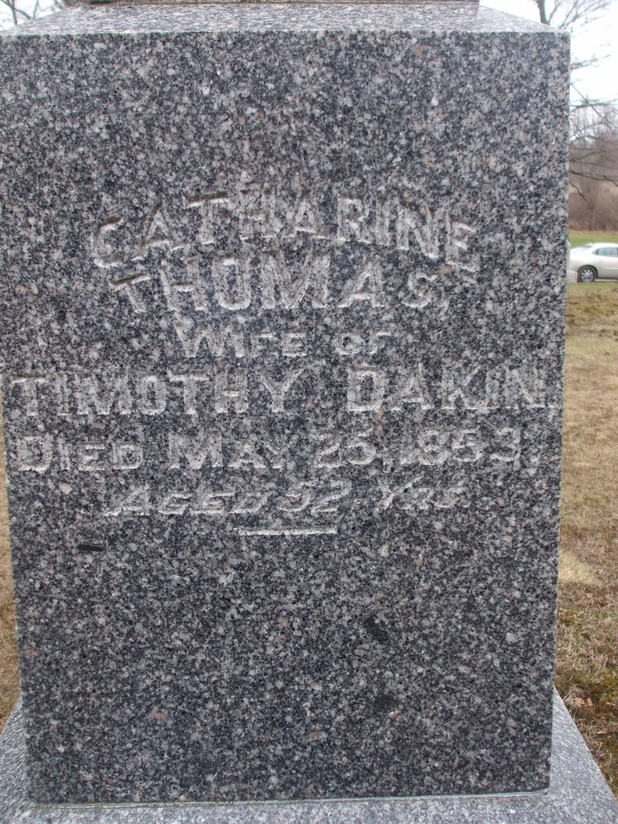 CATHARINE
THOMAS,
WIFE OF
TIMOTHY DAKIN,
DIED MAY 25, 1853,
AGED 52 Yrs.